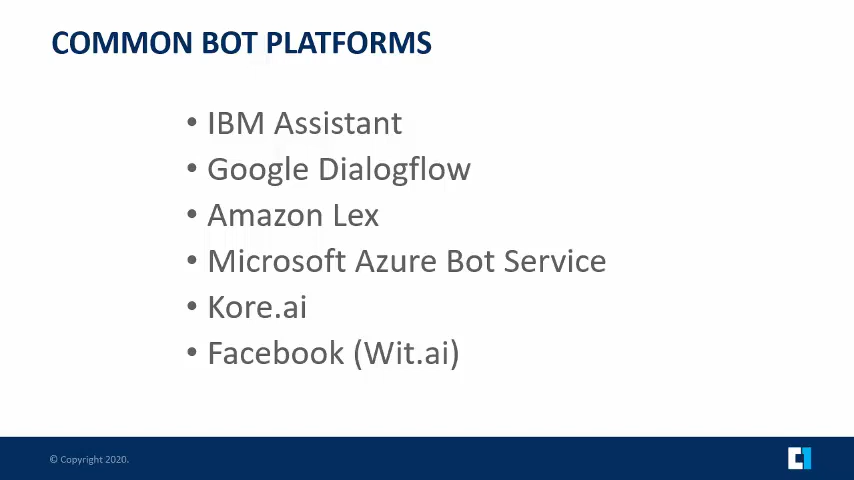 COMMON BOT PLATFORMS
• IBM Assistant
• Google Dialogflow
• Amazon Lex
• Microsoft Azure Bot Service
• Kore.ai
• Facebook (Wit.ai)
© Copyright 2020.